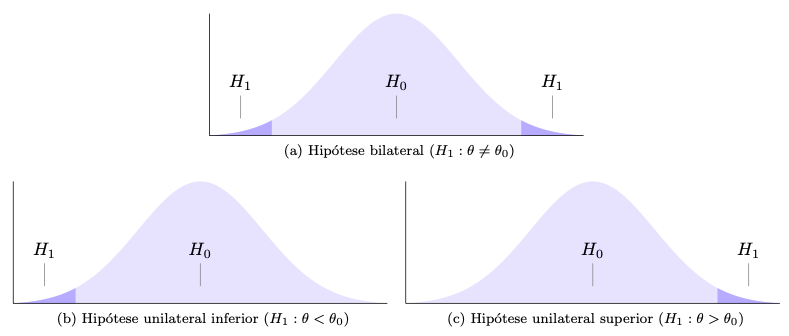 H₁
H₀
H₁
(a) Hipótese bilateral (H₁ : θ ≠ θ₀)
H₁
H₀
(b) Hipótese unilateral inferior (H₁ : θ < θ₀)
H₀
H₁
(c) Hipótese unilateral superior (H₁ : θ > θ₀)